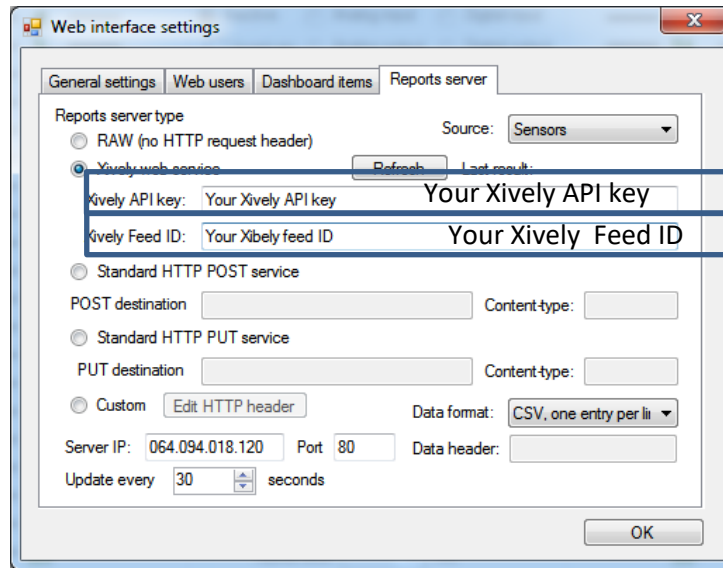 Web interface settings
General settings Web users Dashboard items Reports server
Reports server type
RAW (no HTTP request header) Source: Sensors
Xively web service Refresh Last result:
Xively API key: Your Xively API key Your Xively API key
Xively Feed ID: Your Xibely feed ID Your Xively Feed ID
Standard HTTP POST service
POST destination Content-type:
Standard HTTP PUT service
PUT destination Content-type:
Custom Edit HTTP header Data format: CSV, one entry per li
Server IP: 064.094.018.120 Port 80 Data header:
Update every 30 seconds
OK